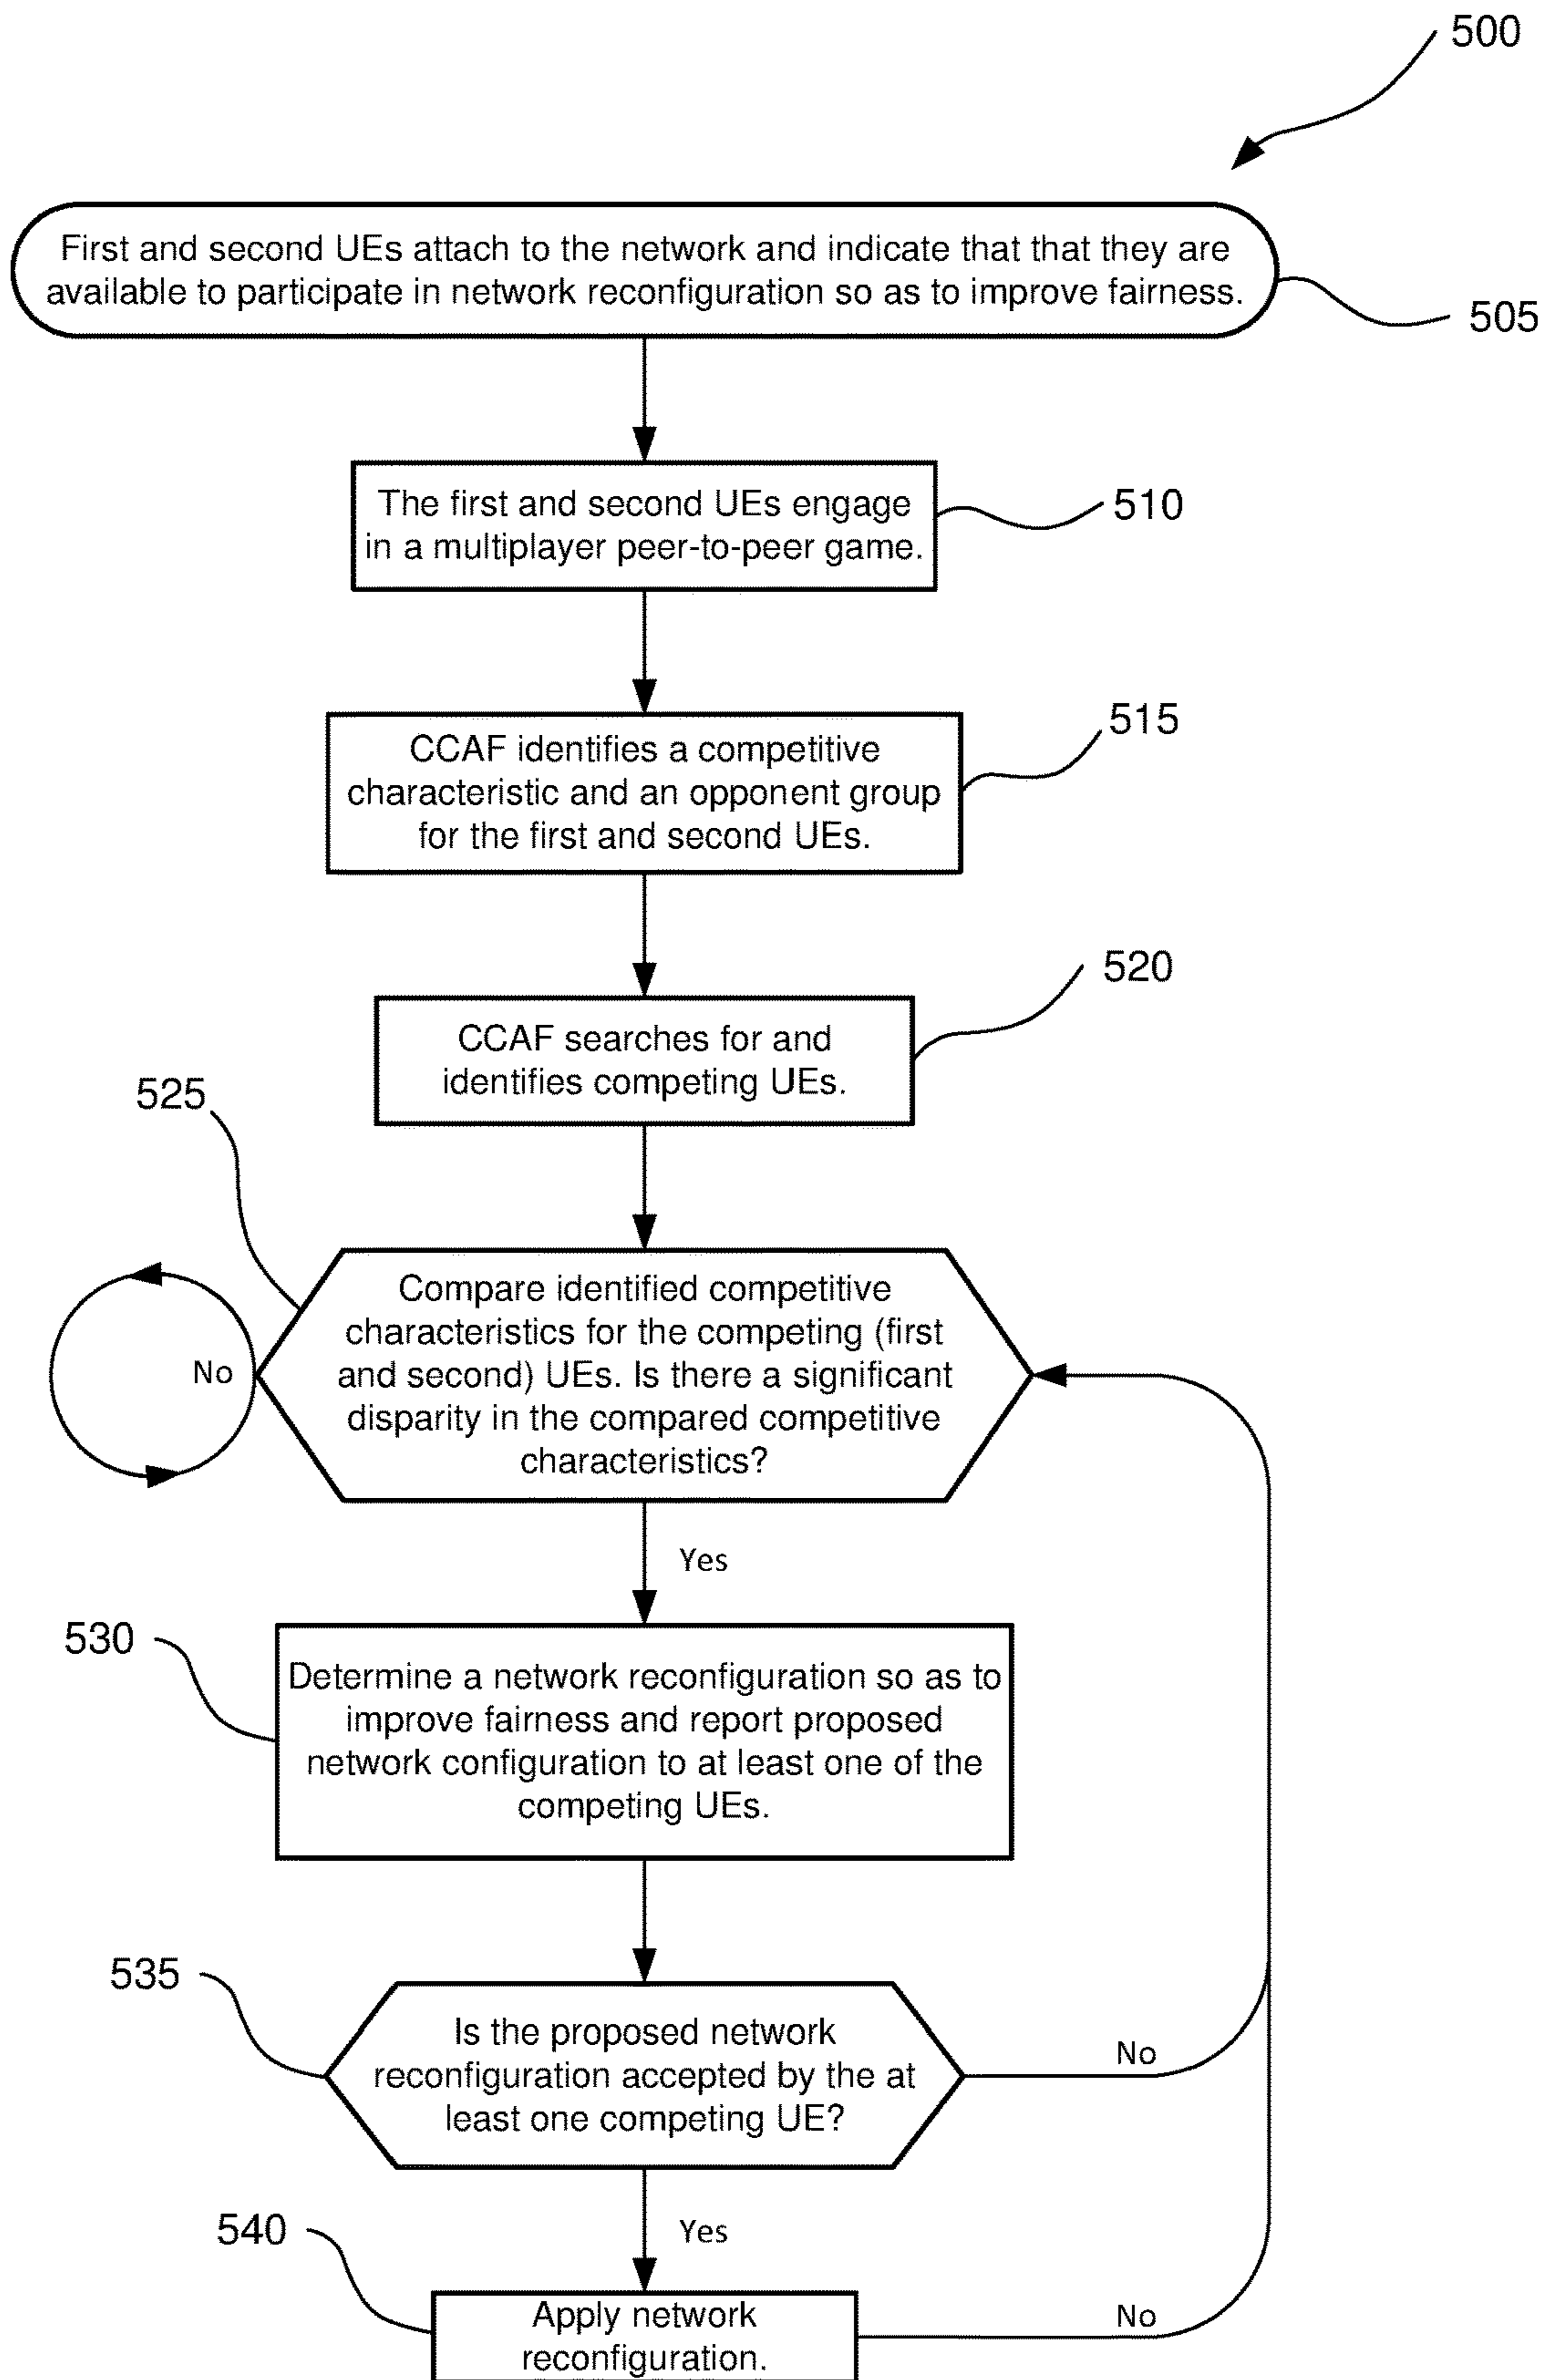 500
First and second UEs attach to the network and indicate that that they are
available to participate in network reconfiguration so as to improve fairness.
505
The first and second UEs engage
in a multiplayer peer-to-peer game.
510
515
CCAF identifies a competitive
characteristic and an opponent group
for the first and second UEs.
520
CCAF searches for and
identifies competing UEs.
525
Compare identified competitive
characteristics for the competing (first
and second) UEs. Is there a significant
disparity in the compared competitive
characteristics?
No
Yes
530
Determine a network reconfiguration so as to
improve fairness and report proposed
network configuration to at least one of the
competing UEs.
535
Is the proposed network
reconfiguration accepted by the at
least one competing UE?
No
Yes
540
Apply network
reconfiguration.
No